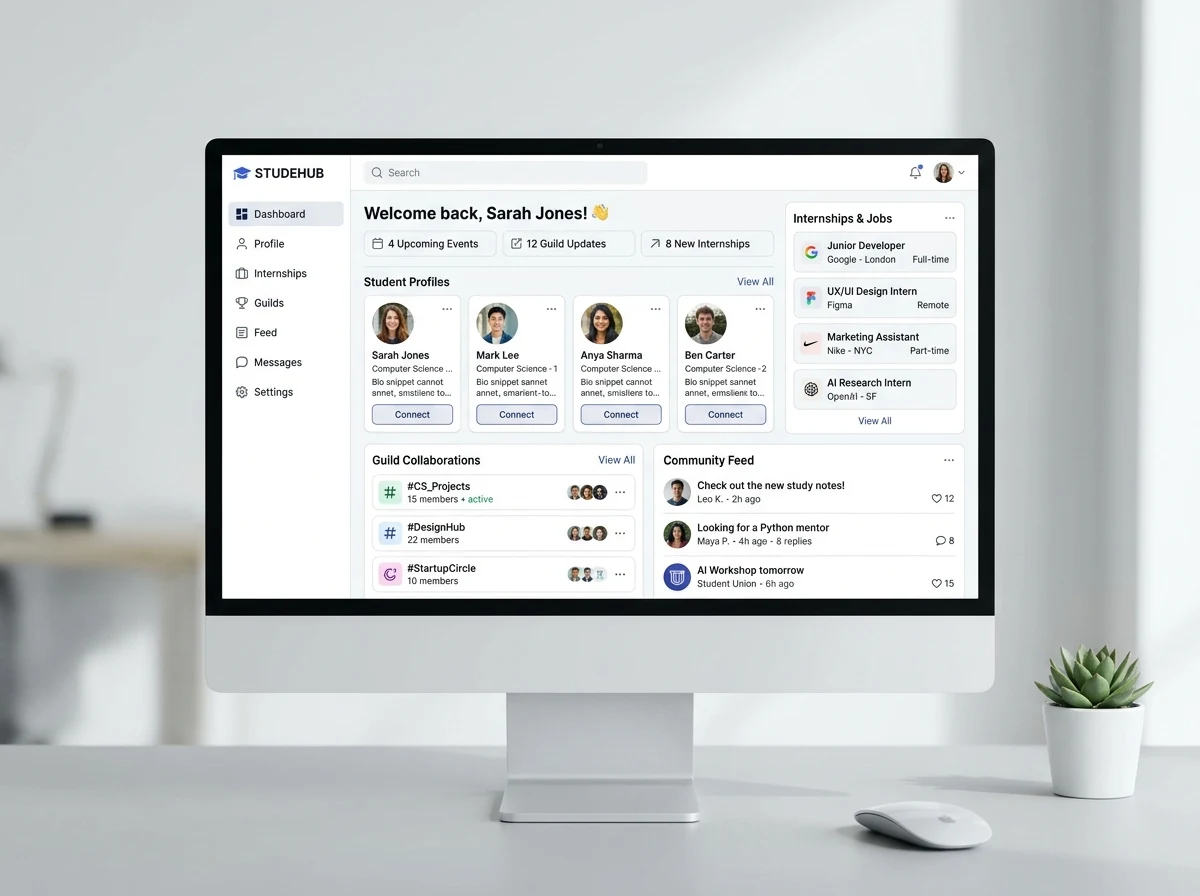 STUDEHUB
Search
Dashboard
Profile
Internships
Guilds
Feed
Messages
Settings
Welcome back, Sarah Jones! 👋
4 Upcoming Events
12 Guild Updates
8 New Internships
Student Profiles
View All
Sarah Jones
Computer Science ...
Bio snippet cannot
annet, smsliienc to...
Connect
Mark Lee
Computer Science - 1
Bio snippet sannet
annet, smarient-to...
Connect
Anya Sharma
Computer Science ...
Bio snippet cannot
annet, smisliens to...
Connect
Ben Carter
Computer Science -2
Bio snippet sannet
annet, emslient to...
Connect
Internships & Jobs
Junior Developer
Google - London Full-time
UX/UI Design Intern
Figma Remote
Marketing Assistant
Nike - NYC Part-time
AI Research Intern
- SF
View All
Guild Collaborations
View All
#CS_Projects
15 members + active
#DesignHub
22 members
#StartupCircle
10 members
Community Feed
Check out the new study notes!
Leo K. - 2h ago
12
Looking for a Python mentor
Maya P. - 4h ago - 8 replies
8
AI Workshop tomorrow
Student Union - 6h ago
15